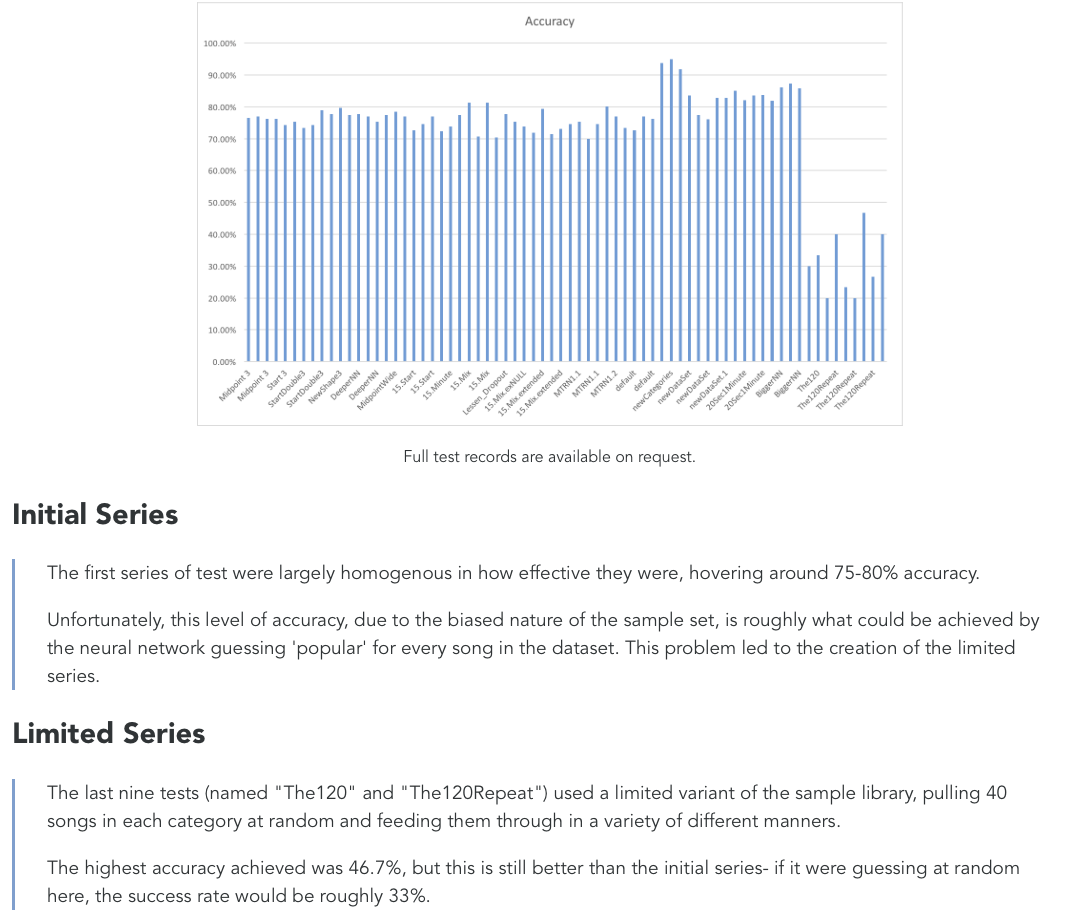 Accuracy
100.00%
90.00%
80.00%
70.00%
60.00%
50.00%
40.00%
30.00%
20.00%
10.00%
0.00%
Midpoint 3
Midpoint 3
Start 3
StartDouble3
StartDouble3
NewShape3
DeeperNN
DeeperNN
MidpointWide
15.Start
15.Start
15.Minute
15.Mix
15.Mix
Lessen_Dropout
15.Mix.exNULL
15.Mix.extended
15.Mix.extended
MTRN1.1
MTRN1.1
MTRN1.2
default
default
newCategories
newDataSet
newDataSet
newDataSet.1
20Sec1Minute
20Sec1Minute
BiggerNN
BiggerNN
The120
The120Repeat
The120Repeat
The120Repeat
Full test records are available on request.
Initial Series
The first series of test were largely homogenous in how effective they were, hovering around 75-80% accuracy.
Unfortunately, this level of accuracy, due to the biased nature of the sample set, is roughly what could be achieved by
the neural network guessing 'popular' for every song in the dataset. This problem led to the creation of the limited
series.
Limited Series
The last nine tests (named "The120" and "The120Repeat") used a limited variant of the sample library, pulling 40
songs in each category at random and feeding them through in a variety of different manners.
The highest accuracy achieved was 46.7%, but this is still better than the initial series- if it were guessing at random
here, the success rate would be roughly 33%.